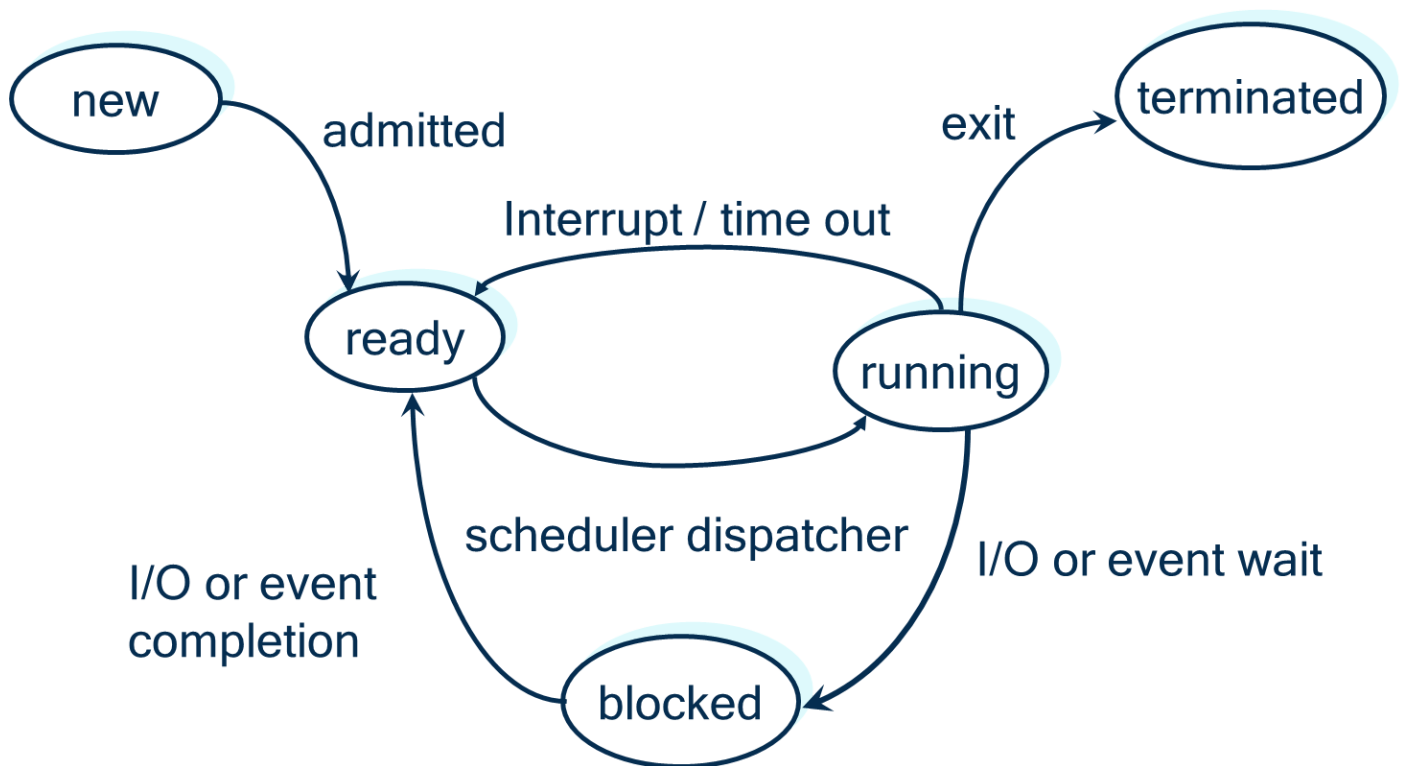 new
terminated
admitted
exit
Interrupt / time out
ready
running
scheduler dispatcher
I/O or event wait
I/O or event
completion
blocked